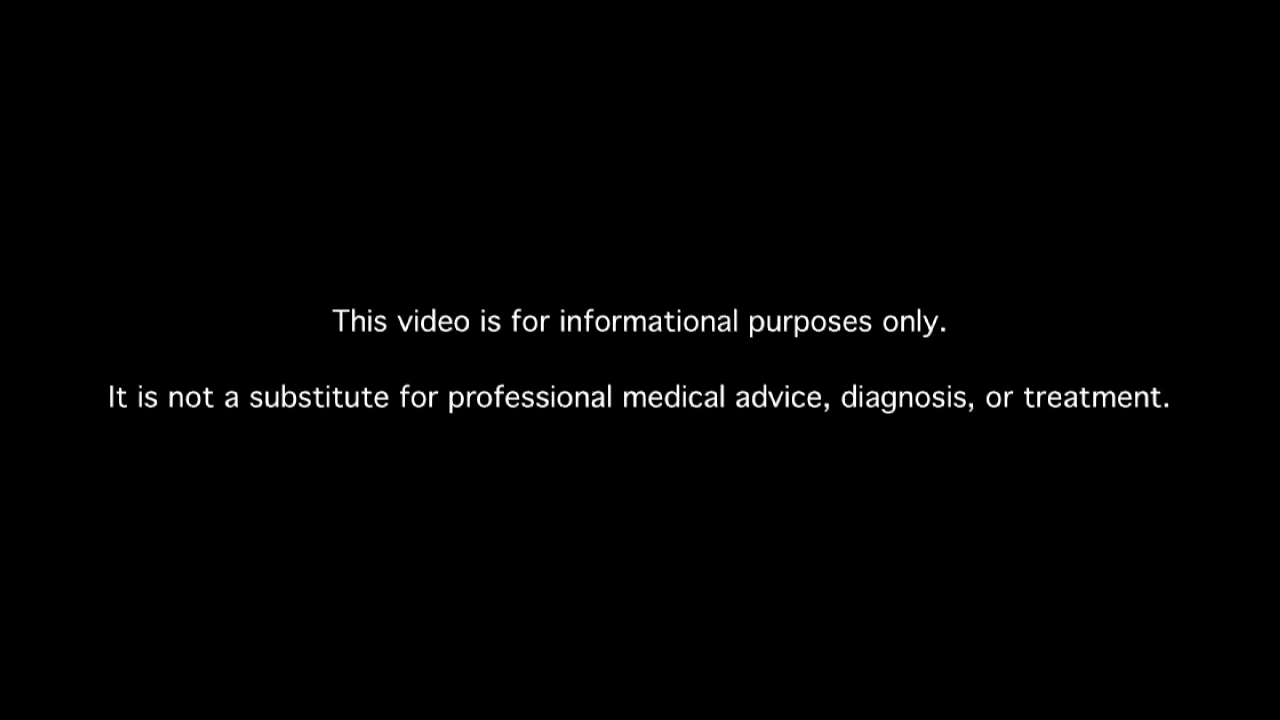 This video is for informational purposes only.
It is not a substitute for professional medical advice, diagnosis, or treatment.